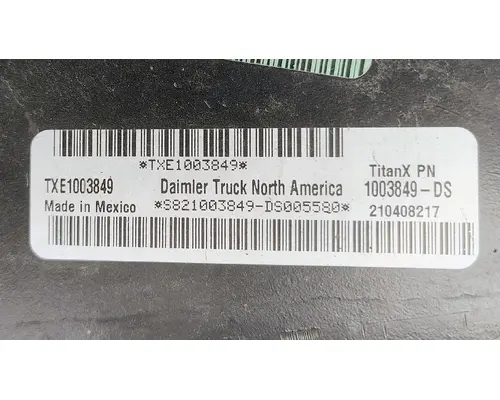 *TXE1003849*
TitanX PN
TXE1003849 Daimler Truck North America 1003849-DS
Made in Mexico *S821003849-DS005580* 210408217